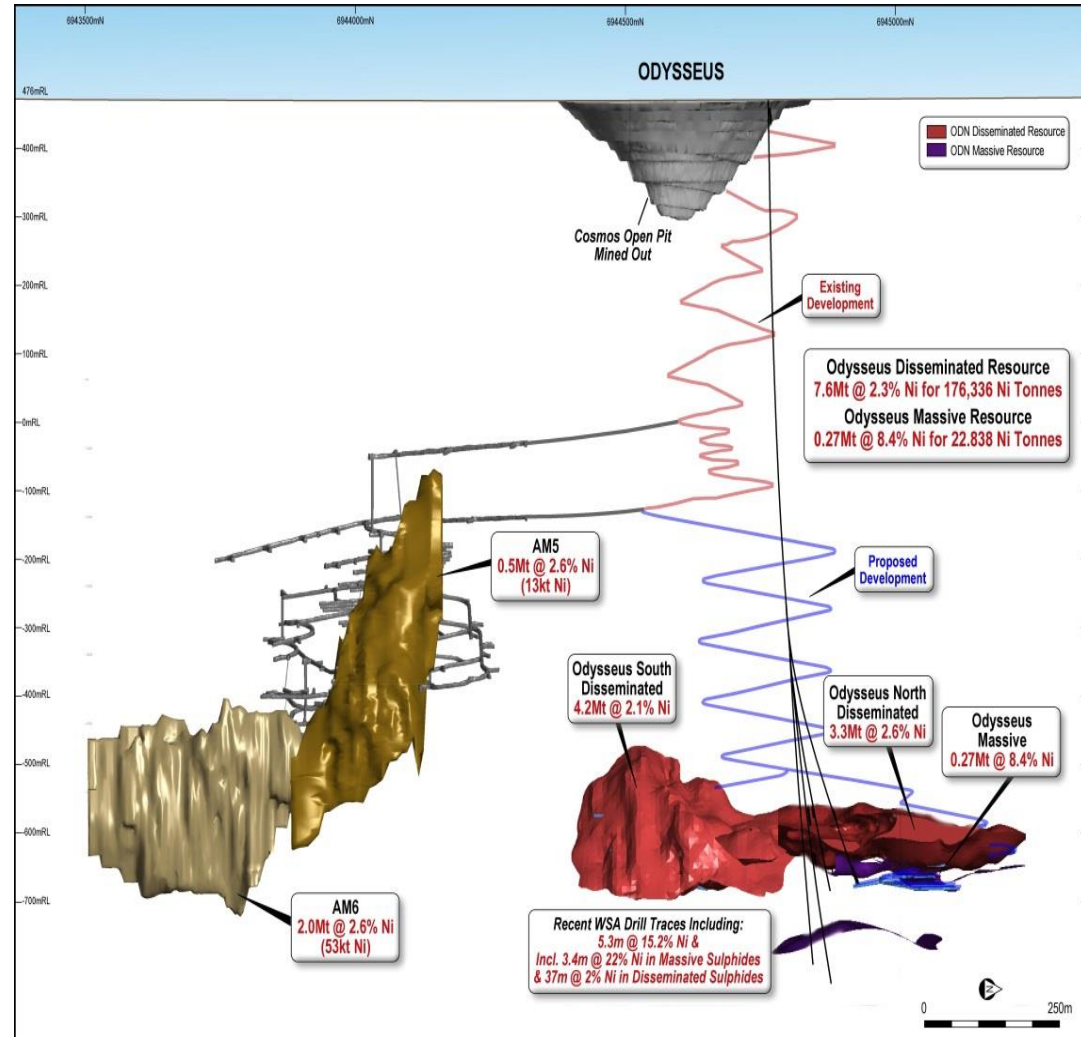 6943500mN
6944000mN
6944500mN
6945000mN
ODYSSEUS
476mRL
400mRL
300mRL
200mRL
100mRL
0mRL
-100mRL
-200mRL
-300mRL
-400mRL
-500mRL
-600mRL
-700mRL
ODN Disseminated Resource
ODN Massive Resource
Cosmos Open Pit
Mined Out
Existing
Development
Odysseus Disseminated Resource
7.6Mt @ 2.3% Ni for 176,336 Ni Tonnes
Odysseus Massive Resource
0.27Mt @ 8.4% Ni for 22.838 Ni Tonnes
AM5
0.5Mt @ 2.6% Ni
(13kt Ni)
Proposed
Development
Odysseus South
Disseminated
4.2Mt @ 2.1% Ni
Odysseus North
Disseminated
3.3Mt @ 2.6% Ni
Odysseus
Massive
0.27Mt @ 8.4% Ni
AM6
2.0Mt @ 2.6% Ni
(53kt Ni)
Recent WSA Drill Traces Including:
5.3m @ 15.2% Ni &
Incl. 3.4m @ 22% Ni in Massive Sulphides
& 37m @ 2% Ni in Disseminated Sulphides
N
0 250m